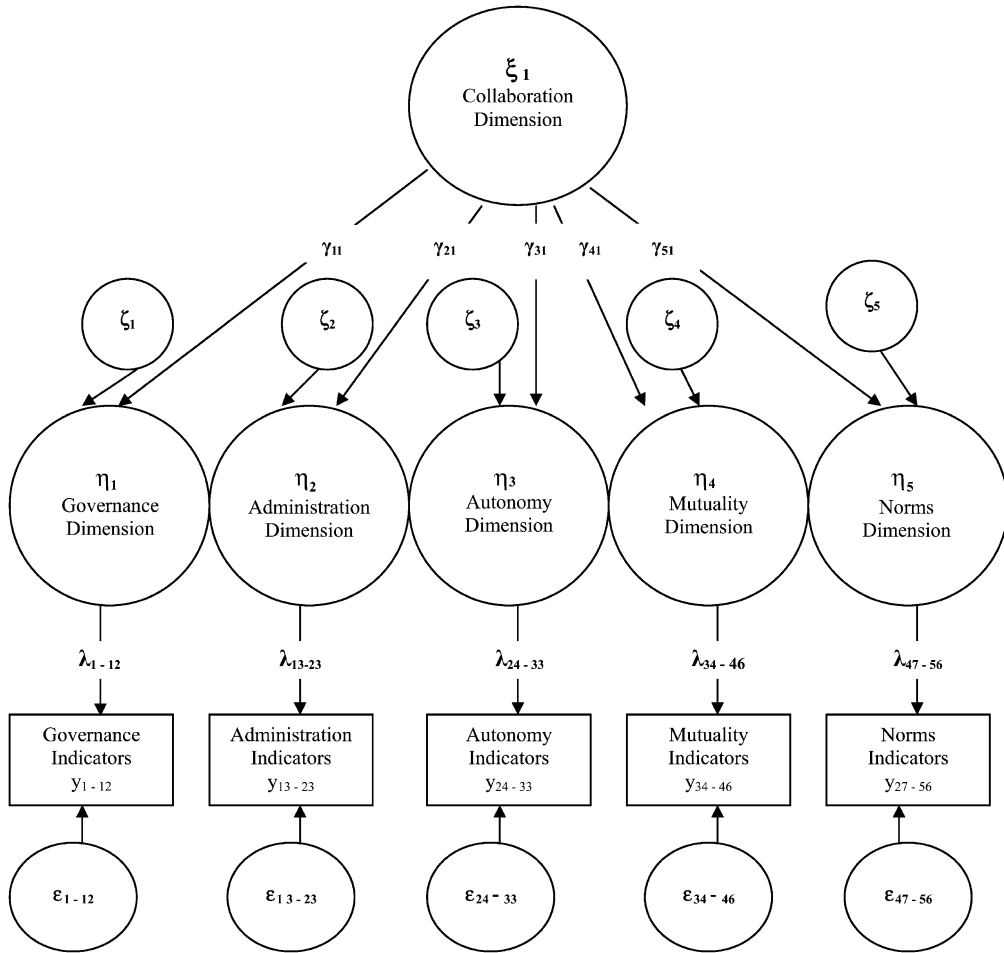 ξ 1
Collaboration
Dimension
γ11 γ21 γ31 γ41 γ51
ζ1 ζ2 ζ3 ζ4 ζ5
η1
Governance
Dimension
η2
Administration
Dimension
η3
Autonomy
Dimension
η4
Mutuality
Dimension
η5
Norms
Dimension
λ1 - 12 λ13-23 λ24 - 33 λ34 - 46 λ47 - 56
Governance
Indicators
y1 - 12
Administration
Indicators
y13 - 23
Autonomy
Indicators
y24 - 33
Mutuality
Indicators
y34 - 46
Norms
Indicators
y27 - 56
ε1 - 12 ε1 3 - 23 ε24 - 33 ε34 - 46 ε47 - 56